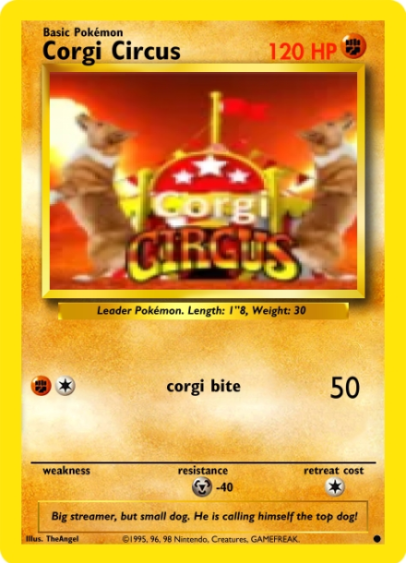 Basic Pokémon
Corgi Circus
120 HP
Corgi
CIRCUS
Leader Pokémon. Length: 1"8, Weight: 30
corgi bite
50
weakness
resistance
retreat cost
-40
Big streamer, but small dog. He is calling himself the top dog!
Illus. TheAngel
©1995, 96, 98 Nintendo. Creatures, GAMEFREAK.